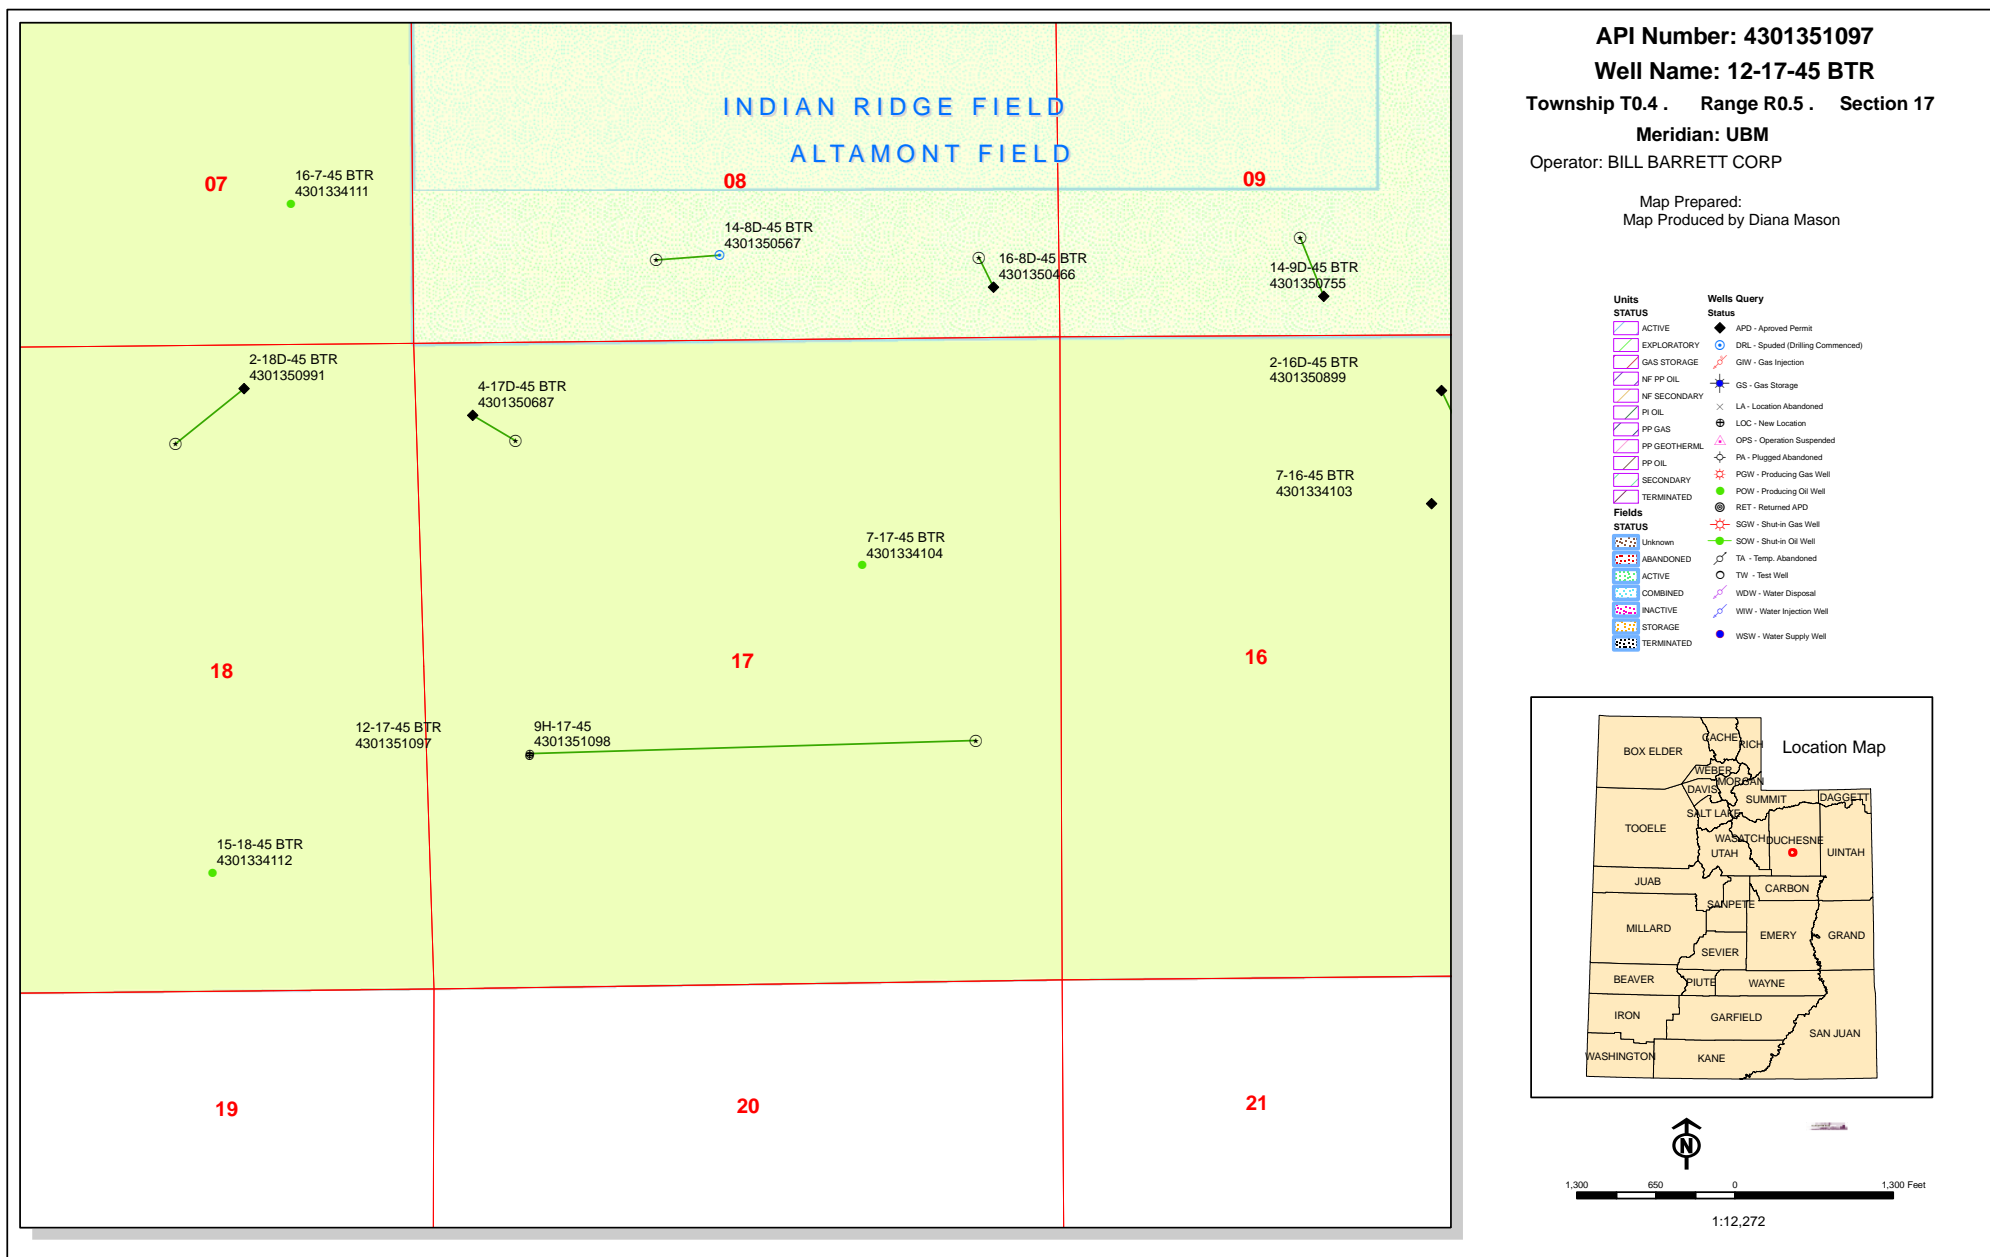 INDIAN RIDGE FIELD
ALTAMONT FIELD
07
08
09
16-7-45 BTR
4301334111
14-8D-45 BTR
4301350567
16-8D-45 BTR
4301350466
14-9D-45 BTR
4301350755
2-18D-45 BTR
4301350991
4-17D-45 BTR
4301350687
2-16D-45 BTR
4301350899
7-16-45 BTR
4301334103
7-17-45 BTR
4301334104
18
17
16
12-17-45 BTR
4301351097
9H-17-45
4301351098
15-18-45 BTR
4301334112
19
20
21
API Number: 4301351097
Well Name: 12-17-45 BTR
Township T0.4 . Range R0.5 . Section 17
Meridian: UBM
Operator: BILL BARRETT CORP
Map Prepared:
Map Produced by Diana Mason
Units
STATUS
ACTIVE
EXPLORATORY
GAS STORAGE
NF PP OIL
NF SECONDARY
PI OIL
PP GAS
PP GEOTHERML
PP OIL
SECONDARY
TERMINATED
Fields
STATUS
Unknown
ABANDONED
ACTIVE
COMBINED
INACTIVE
STORAGE
TERMINATED
Wells Query
Status
APD - Aproved Permit
DRL - Spuded (Drilling Commenced)
GIW - Gas Injection
GS - Gas Storage
LA - Location Abandoned
LOC - New Location
OPS - Operation Suspended
PA - Plugged Abandoned
PGW - Producing Gas Well
POW - Producing Oil Well
RET - Returned APD
SGW - Shut-in Gas Well
SOW - Shut-in Oil Well
TA - Temp. Abandoned
TW - Test Well
WDW - Water Disposal
WIW - Water Injection Well
WSW - Water Supply Well
Location Map
BOX ELDER
CACHE
RICH
WEBER
MORGAN
DAVIS
SUMMIT
DAGGETT
SALT LAKE
TOOELE
WASATCH
DUCHESNE
UTAH
UINTAH
JUAB
CARBON
SANPETE
MILLARD
EMERY
GRAND
SEVIER
BEAVER
PIUTE
WAYNE
IRON
GARFIELD
SAN JUAN
WASHINGTON
KANE
N
1,300 650 0 1,300 Feet
1:12,272